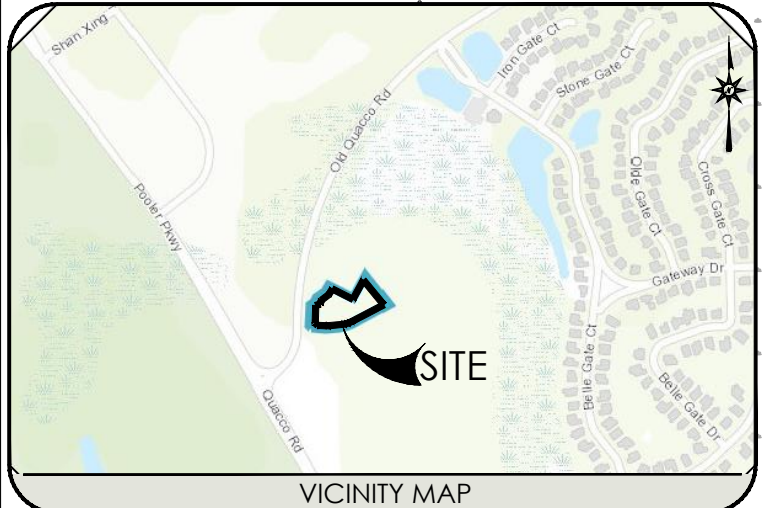 Shan Xing
Iron Gate Ct
Stone Gate Ct
Old Quacco Rd
Olde Gate Ct
Cross Gate Ct
Pooler Pkwy
Gateway Dr
SITE
Belle Gate Ct
Belle Gate Dr
Quacco Rd
VICINITY MAP